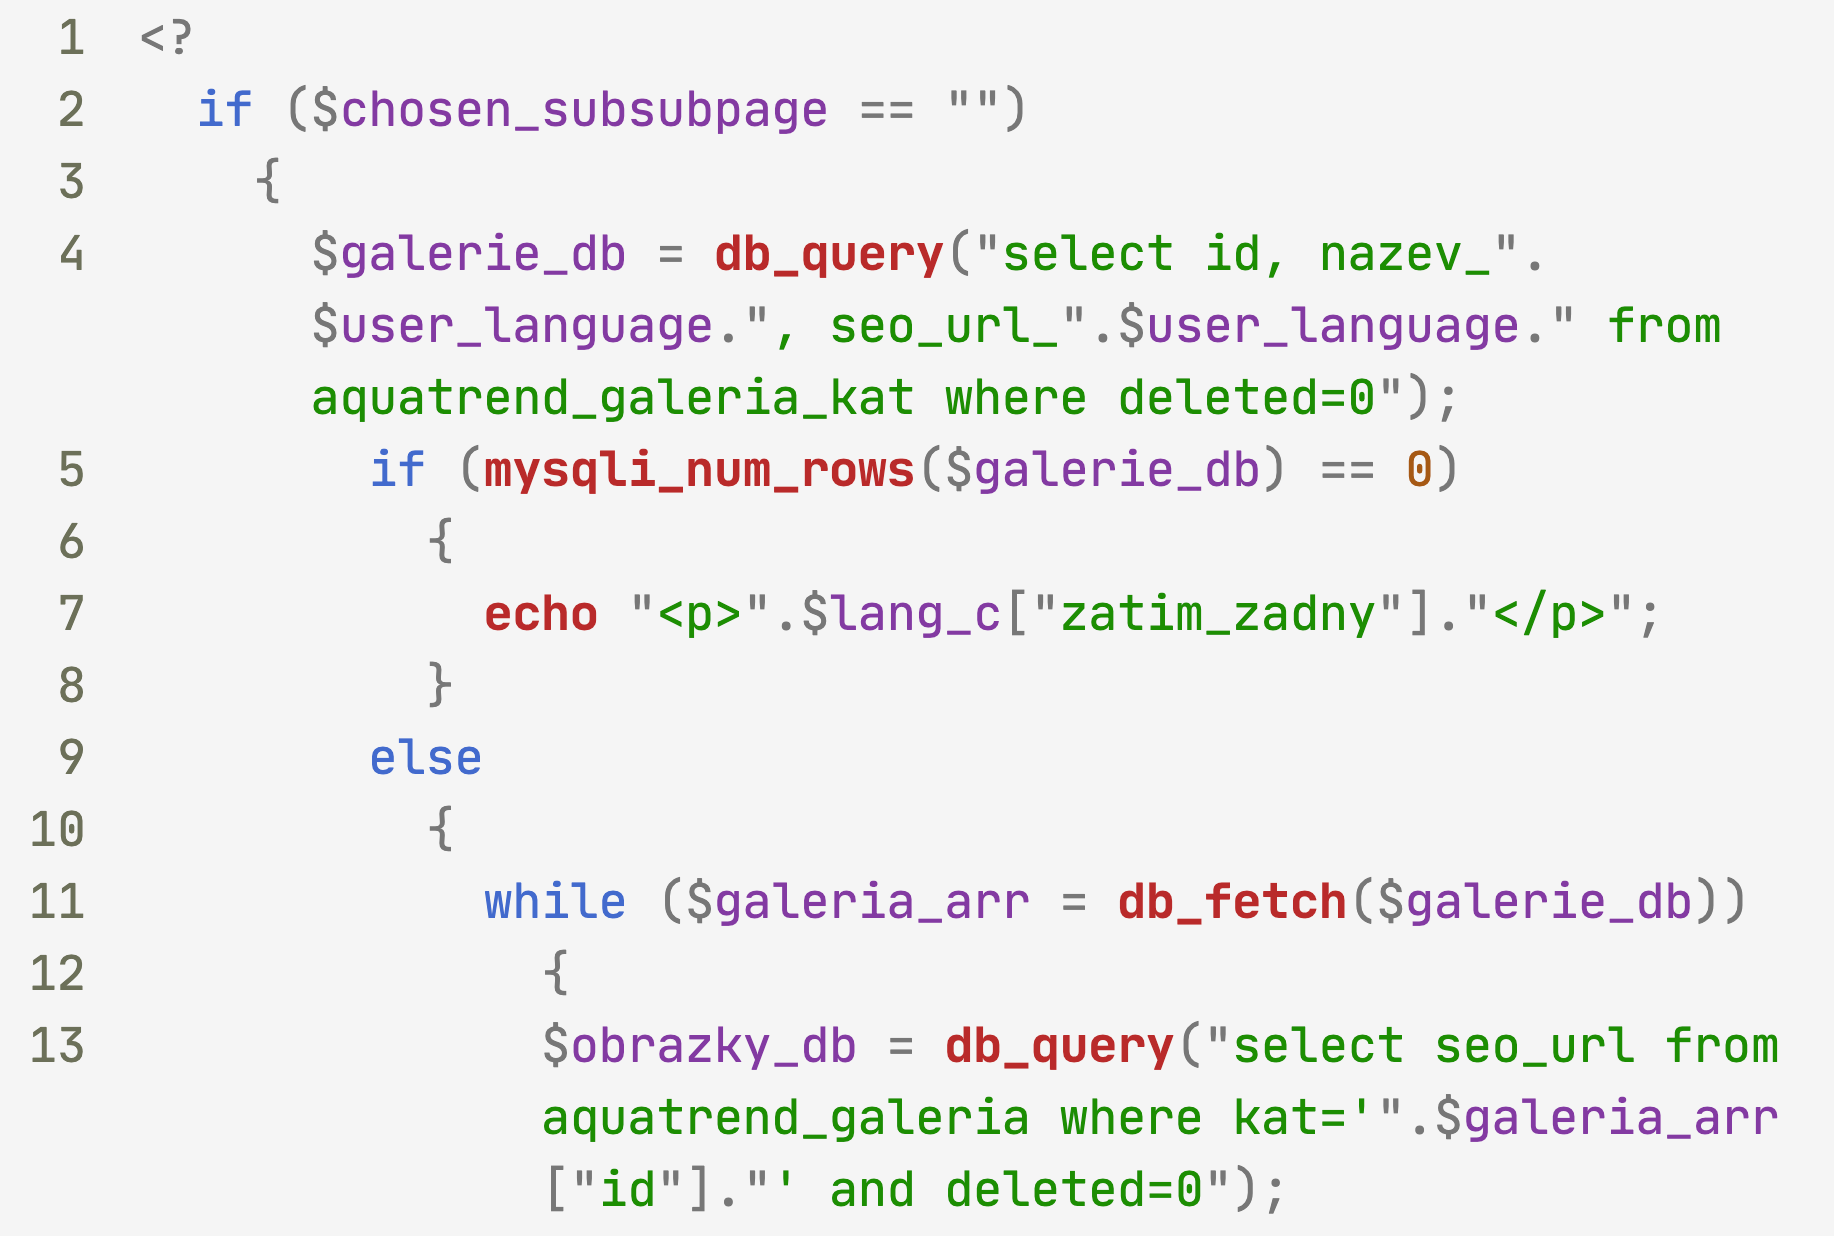 1 <?
2 if ($chosen_subsubpage == "")
3 {
4 $galerie_db = db_query("select id, nazev_".
$user_language.", seo_url_".$user_language." from
aquatrend_galeria_kat where deleted=0");
5 if (mysqli_num_rows($galerie_db) == 0)
6 {
7 echo "<p>".$lang_c["zatim_zadny"]."</p>";
8 }
9 else
10 {
11 while ($galeria_arr = db_fetch($galerie_db))
12 {
13 $obrazky_db = db_query("select seo_url from
aquatrend_galeria where kat='".$galeria_arr
["id"]."' and deleted=0");